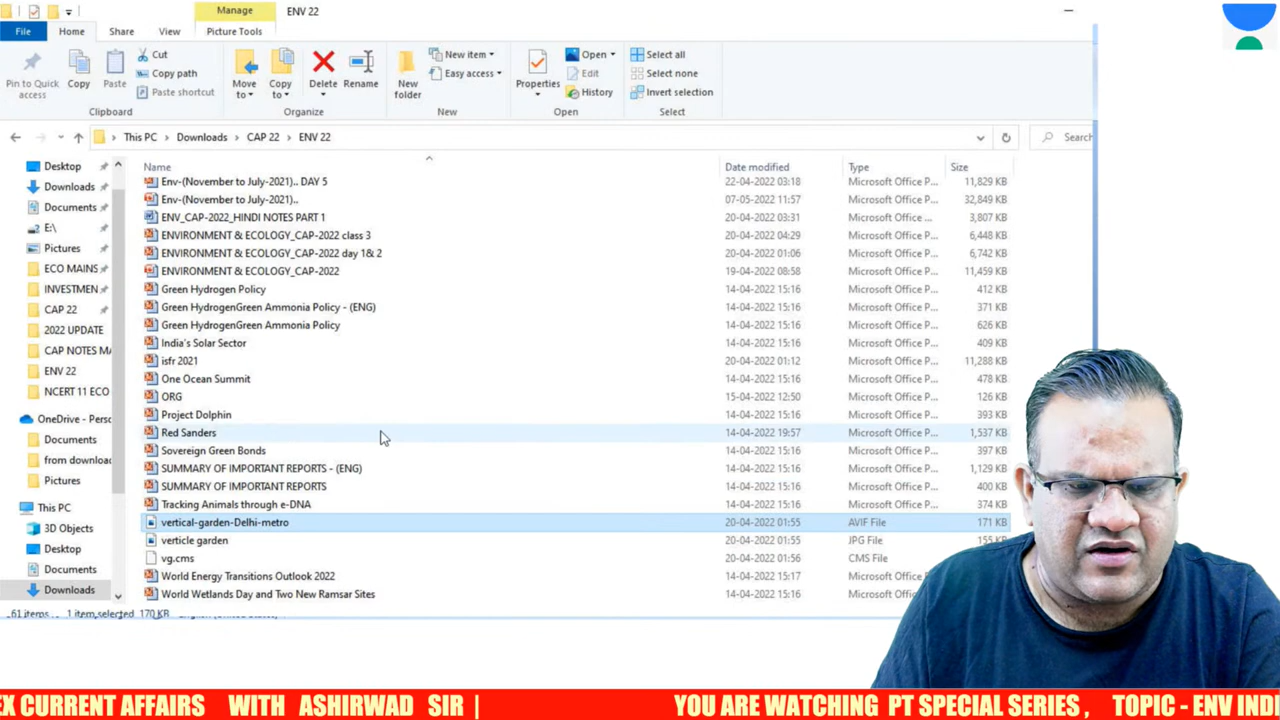 Manage
ENV 22
File
Home
Share
View
Picture Tools
Pin to Quick access
Copy
Paste
Cut
Copy path
Paste shortcut
Move to
Copy to
Delete
Rename
New folder
New item
Easy access
Properties
Open
Edit
History
Select all
Select none
Invert selection
Clipboard
Organize
New
Open
Select
This PC > Downloads > CAP 22 > ENV 22
Search
Name Date modified Type Size
Desktop
Downloads
Documents
E:\
Pictures
ECO MAINS
INVESTMEN
CAP 22
2022 UPDATE
CAP NOTES MA
ENV 22
NCERT 11 ECO
OneDrive - Perso
Documents
from download
Pictures
This PC
3D Objects
Desktop
Documents
Downloads
Env-(November to July-2021).. DAY 5 22-04-2022 03:18 Microsoft Office P... 11,829 KB
Env-(November to July-2021).. 07-05-2022 11:57 Microsoft Office P... 32,849 KB
ENV_CAP-2022_HINDI NOTES PART 1 20-04-2022 03:31 Microsoft Office ... 3,807 KB
ENVIRONMENT & ECOLOGY_CAP-2022 class 3 20-04-2022 04:29 Microsoft Office P... 6,448 KB
ENVIRONMENT & ECOLOGY_CAP-2022 day 1& 2 20-04-2022 01:06 Microsoft Office P... 6,742 KB
ENVIRONMENT & ECOLOGY_CAP-2022 19-04-2022 08:58 Microsoft Office P... 11,459 KB
Green Hydrogen Policy 14-04-2022 15:16 Microsoft Office P... 412 KB
Green HydrogenGreen Ammonia Policy - (ENG) 14-04-2022 15:16 Microsoft Office P... 371 KB
Green HydrogenGreen Ammonia Policy 14-04-2022 15:16 Microsoft Office P... 626 KB
India's Solar Sector 14-04-2022 15:16 Microsoft Office P... 409 KB
isfr 2021 20-04-2022 01:12 Microsoft Office P... 11,288 KB
One Ocean Summit 14-04-2022 15:16 Microsoft Office P... 478 KB
ORG 15-04-2022 12:50 Microsoft Office P... 126 KB
Project Dolphin 14-04-2022 15:16 Microsoft Office P... 393 KB
Red Sanders 14-04-2022 19:57 Microsoft Office P... 1,537 KB
Sovereign Green Bonds 14-04-2022 15:16 Microsoft Office P... 397 KB
SUMMARY OF IMPORTANT REPORTS - (ENG) 14-04-2022 15:16 Microsoft Office P... 1,129 KB
SUMMARY OF IMPORTANT REPORTS 14-04-2022 15:16 Microsoft Office P... 400 KB
Tracking Animals through e-DNA 14-04-2022 15:16 Microsoft Office P... 374 KB
vertical-garden-Delhi-metro 20-04-2022 01:55 AVIF File 171 KB
verticle garden 20-04-2022 01:55 JPG File 155 KB
vg.cms 20-04-2022 01:56 CMS File
World Energy Transitions Outlook 2022 14-04-2022 15:17 Microsoft Office P...
World Wetlands Day and Two New Ramsar Sites 14-04-2022 15:16 Microsoft Office P...
61 items 1 item selected 170 KB
EX CURRENT AFFAIRS WITH ASHIRWAD SIR | YOU ARE WATCHING PT SPECIAL SERIES , TOPIC - ENV INDI